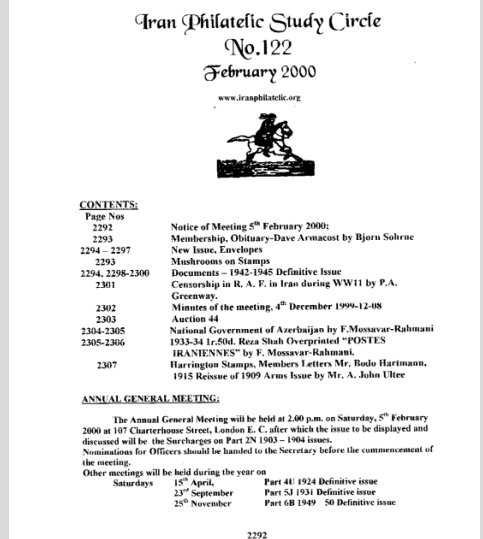 Iran Philatelic Study Circle
No.122
February 2000
www.iranphilatelic.org
CONTENTS:
Page Nos
2292 Notice of Meeting 5th February 2000;
2293 Membership, Obituary-Dave Armacost by Bjorn Sohrne
2294 – 2297 New Issue, Envelopes
2293 Mushrooms on Stamps
2294, 2298-2300 Documents – 1942-1945 Definitive Issue
2301 Censorship in R. A. F. in Iran during WW11 by P.A.
Greenway.
2302 Minutes of the meeting, 4th December 1999-12-08
2303 Auction 44
2304-2305 National Government of Azerbaijan by F.Mossavar-Rahmani
2305-2306 1933-34 1r.50d. Reza Shah Overprinted "POSTES
IRANIENNES" by F. Mossavar-Rahmani.
2307 Harrington Stamps, Members Letters Mr. Bodo Hartmann,
1915 Reissue of 1909 Arms Issue by Mr. A. John Ultee
ANNUAL GENERAL MEETING:
The Annual General Meeting will be held at 2.00 p.m. on Saturday, 5th February
2000 at 107 Charterhouse Street, London E. C. after which the issue to be displayed and
discussed will be the Surcharges on Part 2N 1903 – 1904 issues.
Nominations for Officers should be handed to the Secretary before the commencement of
the meeting.
Other meetings will be held during the year on
Saturdays 15th April, Part 4U 1924 Definitive issue
23rd September Part 5J 1931 Definitive issue
25th November Part 6B 1949 50 Definitive issue
2292